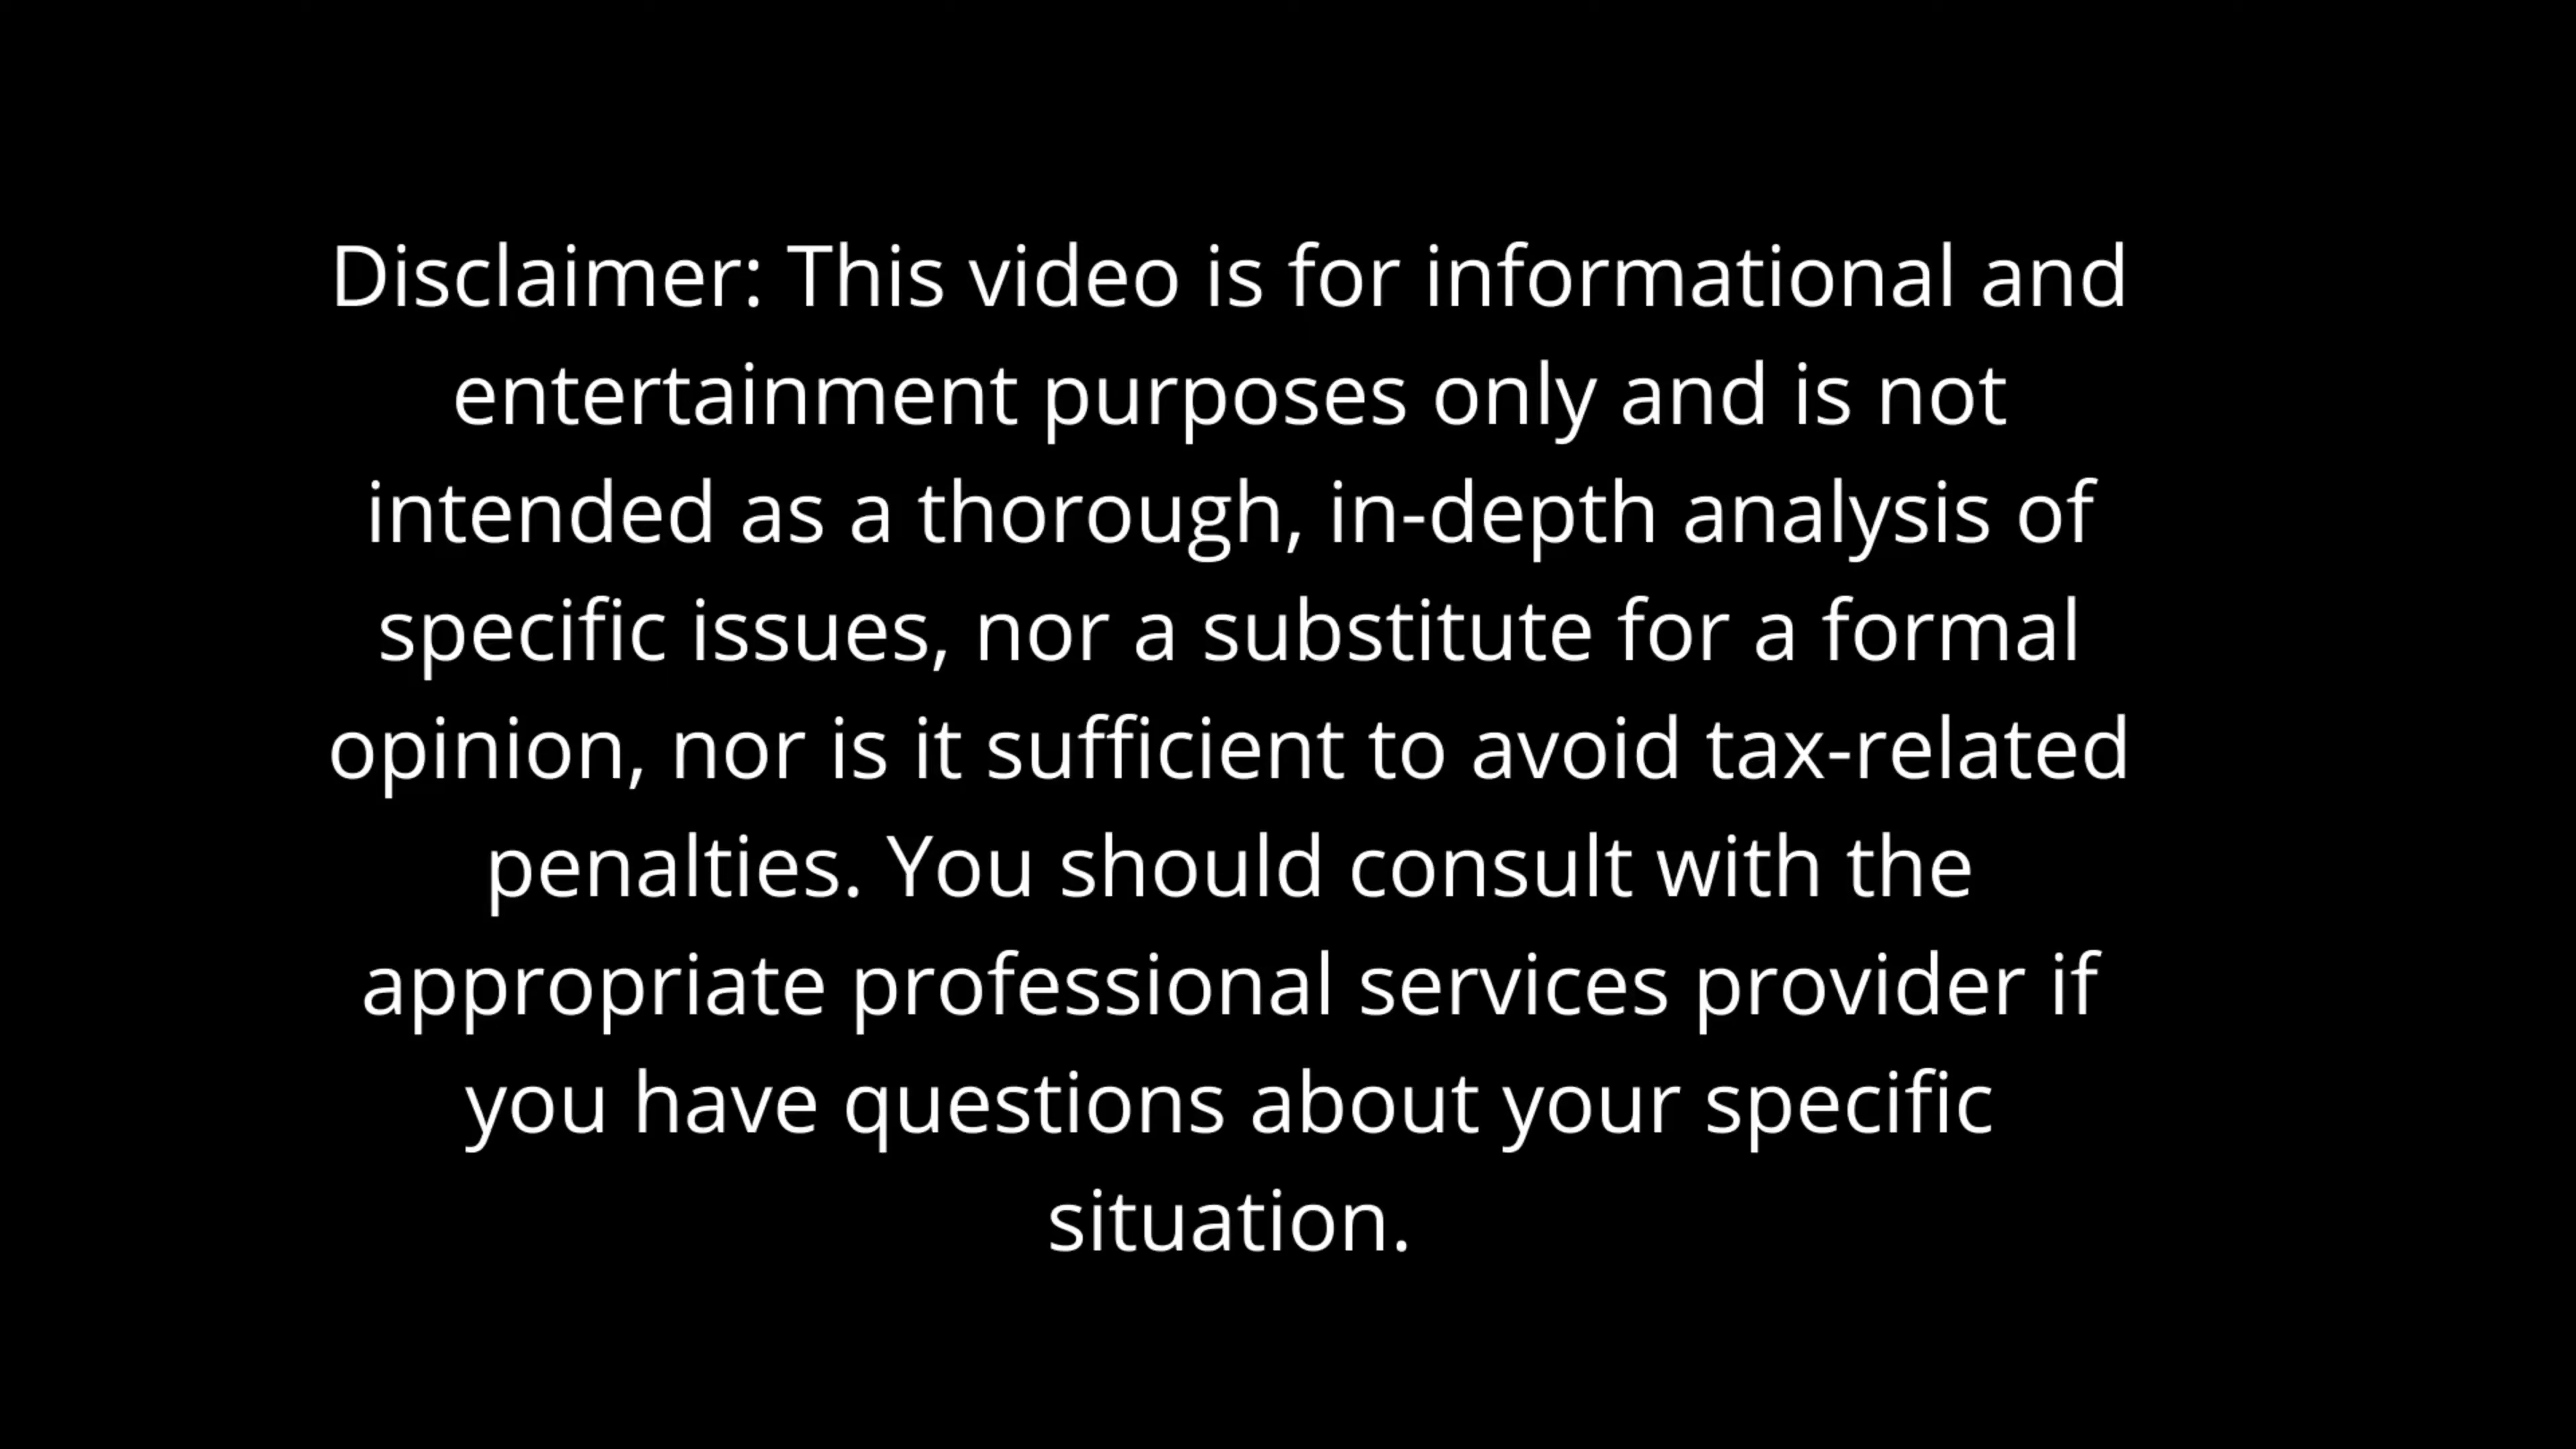 Disclaimer: This video is for informational and
entertainment purposes only and is not
intended as a thorough, in-depth analysis of
specific issues, nor a substitute for a formal
opinion, nor is it sufficient to avoid tax-related
penalties. You should consult with the
appropriate professional services provider if
you have questions about your specific
situation.